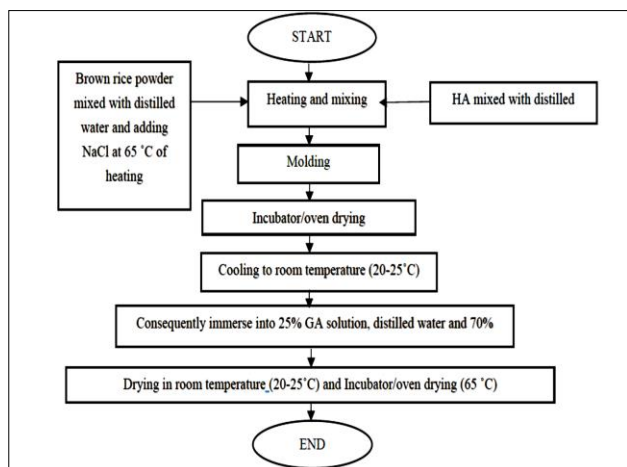 START
Brown rice powder
mixed with distilled
water and adding
NaCl at 65 ˚C of
heating
Heating and mixing
HA mixed with distilled
Molding
Incubator/oven drying
Cooling to room temperature (20-25˚C)
Consequently immerse into 25% GA solution, distilled water and 70%
Drying in room temperature (20-25˚C) and Incubator/oven drying (65 ˚C)
END